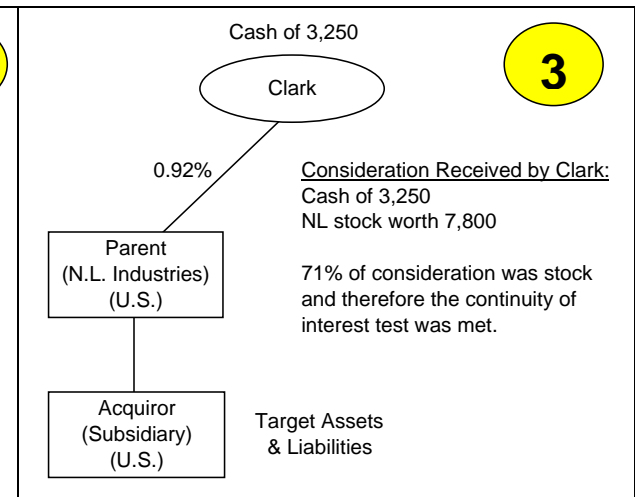 Cash of 3,250
Clark
3
0.92%
Consideration Received by Clark:
Cash of 3,250
NL stock worth 7,800
71% of consideration was stock
and therefore the continuity of
interest test was met.
Parent
(N.L. Industries)
(U.S.)
Acquiror
(Subsidiary)
(U.S.)
Target Assets
& Liabilities